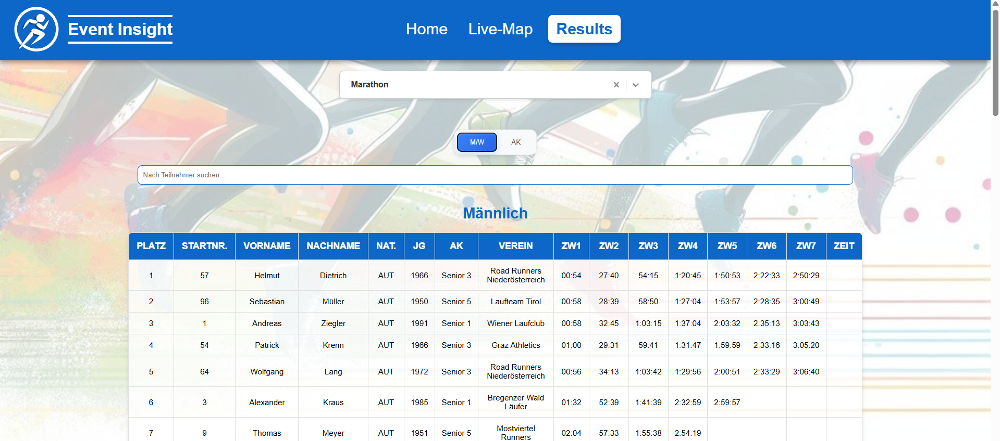 Event Insight
Home Live-Map Results
Marathon
M/W AK
Nach Teilnehmer suchen...
Männlich
PLATZ STARTNR. VORNAME NACHNAME NAT. JG AK VEREIN ZW1 ZW2 ZW3 ZW4 ZW5 ZW6 ZW7 ZEIT
1 57 Helmut Dietrich AUT 1966 Senior 3 Road Runners Niederösterreich 00:54 27:40 54:15 1:20:45 1:50:53 2:22:33 2:50:29
2 96 Sebastian Müller AUT 1950 Senior 5 Laufteam Tirol 00:58 28:39 58:50 1:27:04 1:53:57 2:28:35 3:00:49
3 1 Andreas Ziegler AUT 1991 Senior 1 Wiener Laufclub 00:58 32:45 1:03:15 1:37:04 2:03:32 2:35:13 3:03:43
4 54 Patrick Krenn AUT 1966 Senior 3 Graz Athletics 01:00 29:31 59:41 1:31:47 1:59:59 2:33:16 3:05:20
5 64 Wolfgang Lang AUT 1972 Senior 3 Road Runners Niederösterreich 00:56 34:13 1:03:42 1:29:56 2:00:51 2:33:29 3:06:40
6 3 Alexander Kraus AUT 1985 Senior 1 Bregenzer Wald Läufer 01:32 52:39 1:41:39 2:32:59 2:59:57
7 9 Thomas Meyer AUT 1951 Senior 5 Mostviertel Runners 02:04 57:33 1:55:38 2:54:19